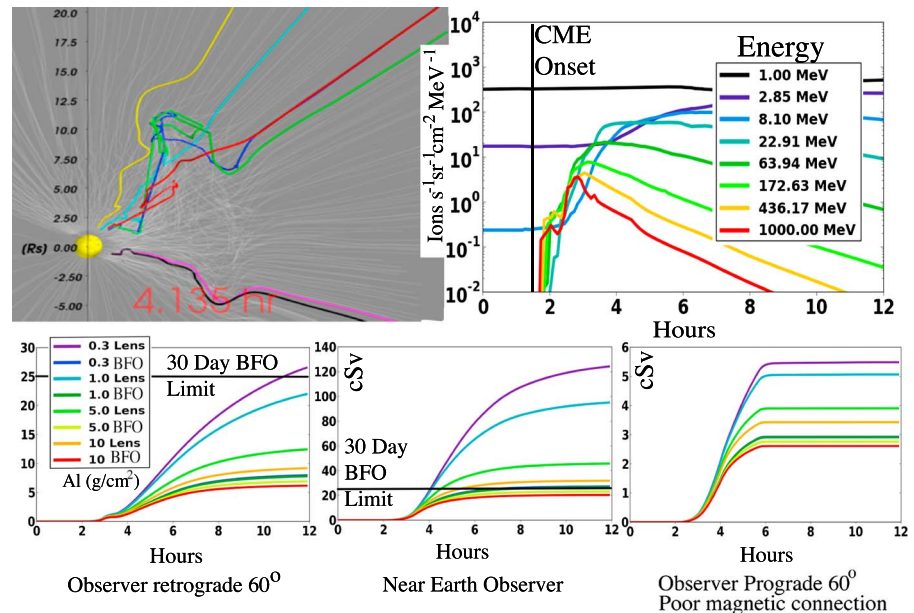 20.0
17.5
15.0
12.5
10.0
7.50
5.00
2.50
(Rs) 0.00
-2.50
-5.00
4.135 hr
Ions s⁻¹sr⁻¹cm⁻² MeV⁻¹
10⁴
10³
10²
10¹
10⁰
10⁻¹
10⁻²
CME
Onset
Energy
1.00 MeV
2.85 MeV
8.10 MeV
22.91 MeV
63.94 MeV
172.63 MeV
436.17 MeV
1000.00 MeV
0 2 4 6 8 10 12
Hours
30
25
20
15
10
5
0
0.3 Lens
0.3 BFO
1.0 Lens
1.0 BFO
5.0 Lens
5.0 BFO
10 Lens
10 BFO
Al (g/cm²)
30 Day BFO
Limit
0 2 4 6 8 10 12
Hours
Observer retrograde 60⁰
140
120
100
80
60
40
20
0
cSv
30 Day
BFO
Limit
0 2 4 6 8 10 12
Hours
Near Earth Observer
6
5
4
3
2
1
0
cSv
0 2 4 6 8 10 12
Hours
Observer Prograde 60⁰
Poor magnetic connection